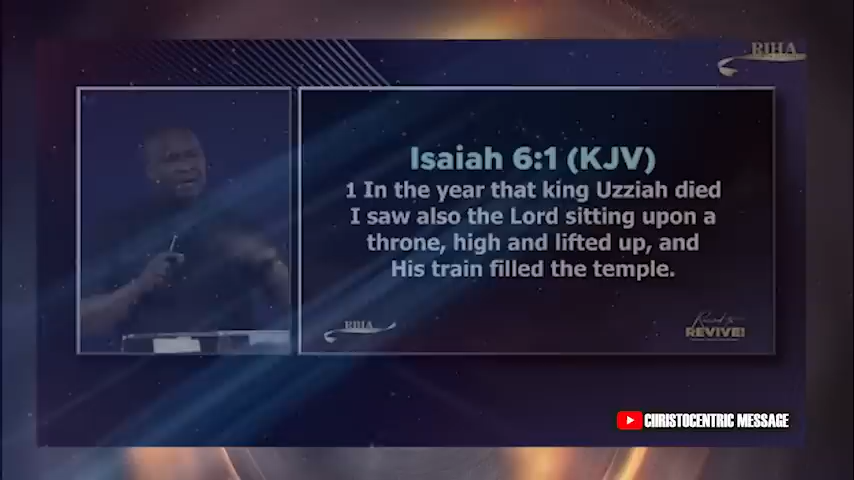 RIHA
Isaiah 6:1 (KJV)
1 In the year that king Uzziah died
I saw also the Lord sitting upon a
throne, high and lifted up, and
His train filled the temple.
REVIVE!
CHRISTOCENTRIC MESSAGE